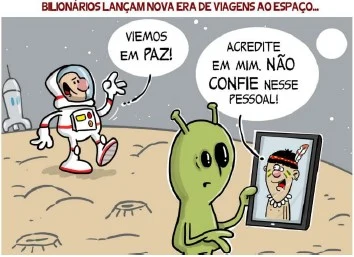 BILIONÁRIOS LANÇAM NOVA ERA DE VIAGENS AO ESPAÇO...
VIEMOS
EM PAZ!
ACREDITE
EM MIM, NÃO
CONFIE NESSE
PESSOAL!